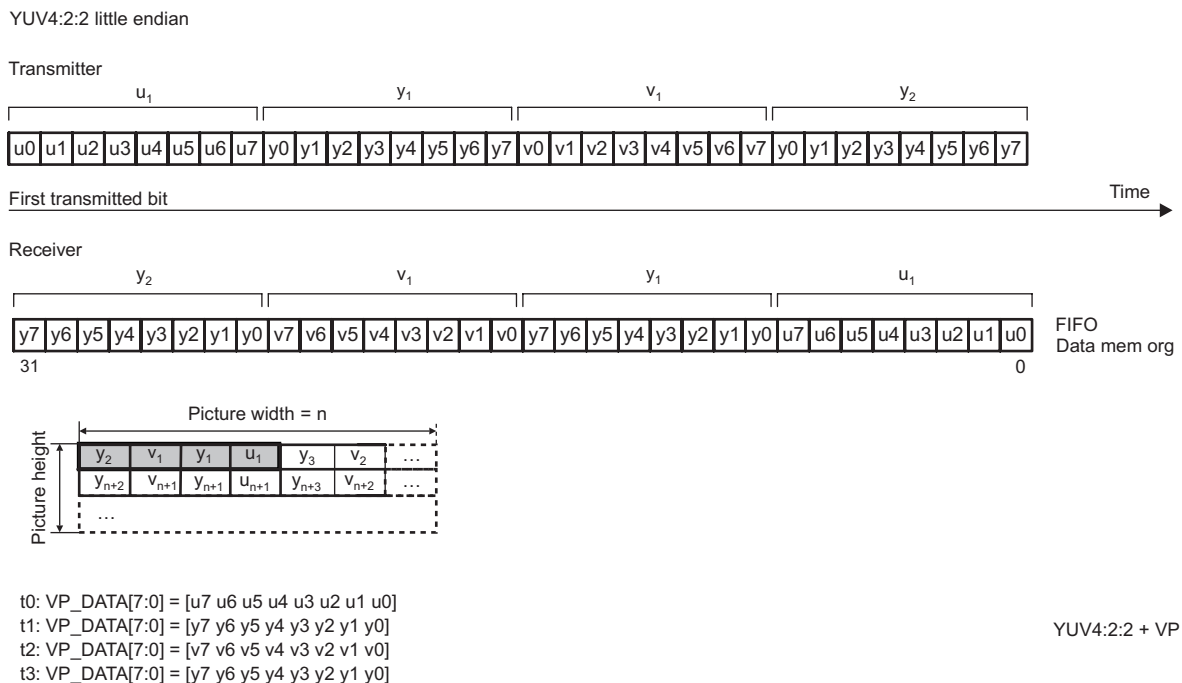 YUV4:2:2 little endian
Transmitter
u1 y1 v1 y2
u0 u1 u2 u3 u4 u5 u6 u7 y0 y1 y2 y3 y4 y5 y6 y7 v0 v1 v2 v3 v4 v5 v6 v7 y0 y1 y2 y3 y4 y5 y6 y7
First transmitted bit Time
Receiver
y2 v1 y1 u1
y7 y6 y5 y4 y3 y2 y1 y0 v7 v6 v5 v4 v3 v2 v1 v0 y7 y6 y5 y4 y3 y2 y1 y0 u7 u6 u5 u4 u3 u2 u1 u0
FIFO
Data mem org
31 0
Picture width = n
Picture height
y2 v1 y1 u1 y3 v2 ...
yn+2 vn+1 yn+1 un+1 yn+3 vn+2 ...
...
t0: VP_DATA[7:0] = [u7 u6 u5 u4 u3 u2 u1 u0]
t1: VP_DATA[7:0] = [y7 y6 y5 y4 y3 y2 y1 y0]
t2: VP_DATA[7:0] = [v7 v6 v5 v4 v3 v2 v1 v0]
t3: VP_DATA[7:0] = [y7 y6 y5 y4 y3 y2 y1 y0]
YUV4:2:2 + VP